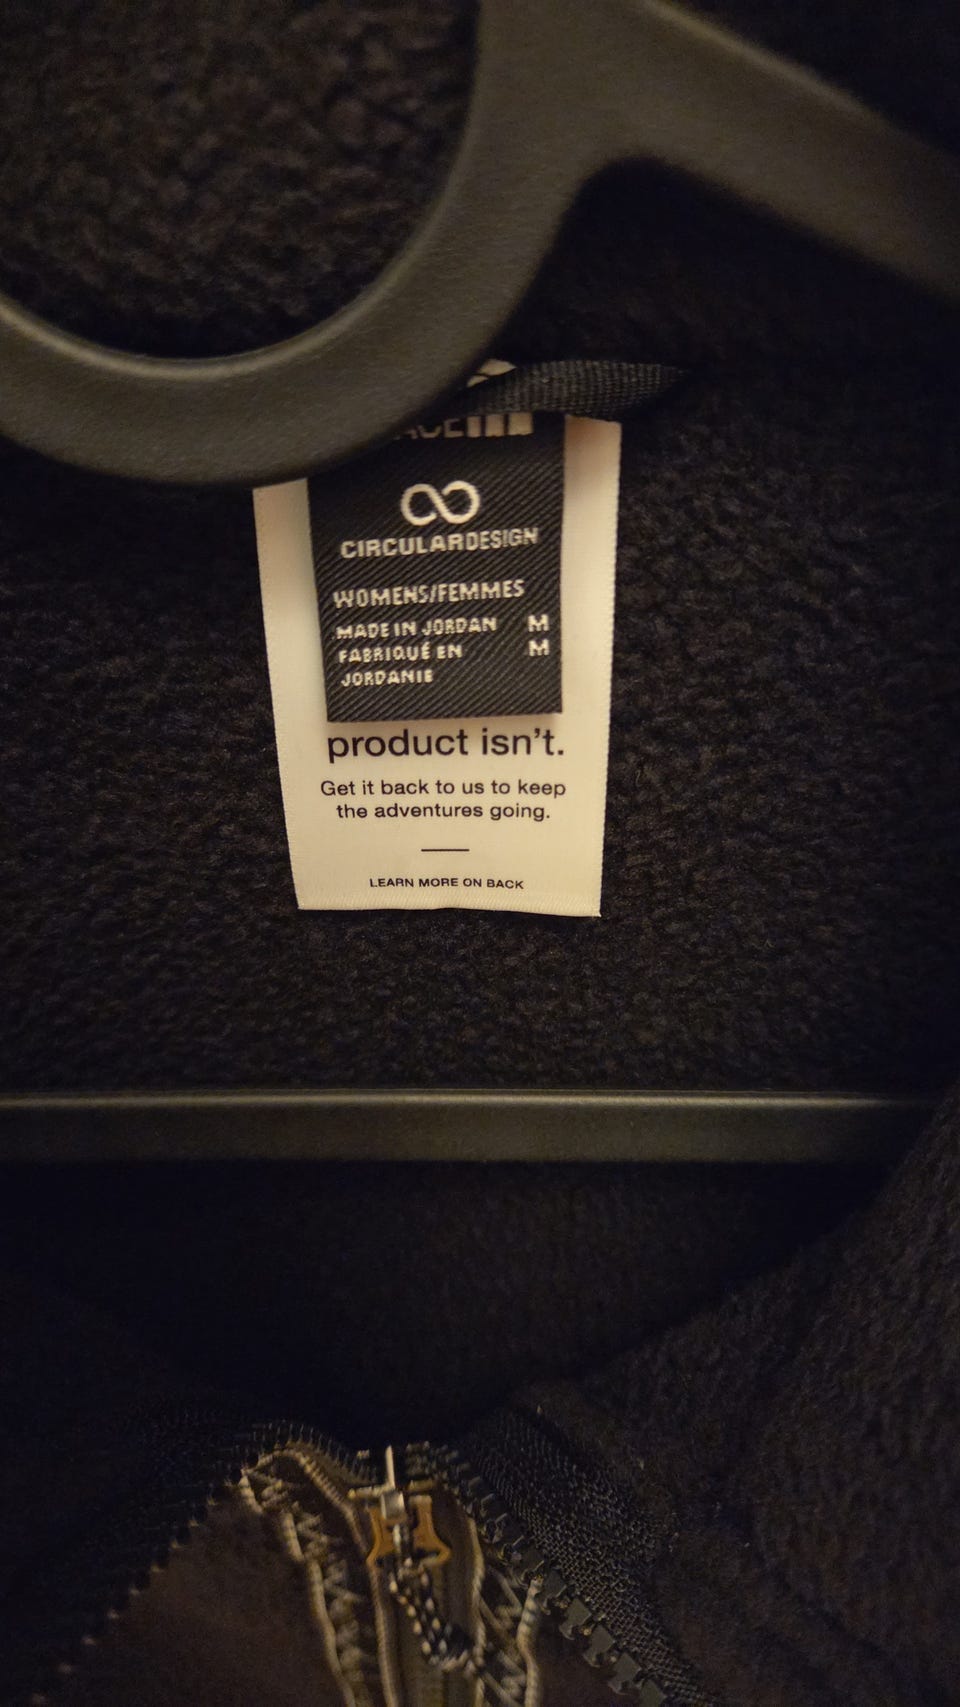 CIRCULARDESIGN
WOMENS/FEMMES
MADE IN JORDAN M
FABRIQUÉ EN M
JORDANIE
product isn't.
Get it back to us to keep
the adventures going.
LEARN MORE ON BACK